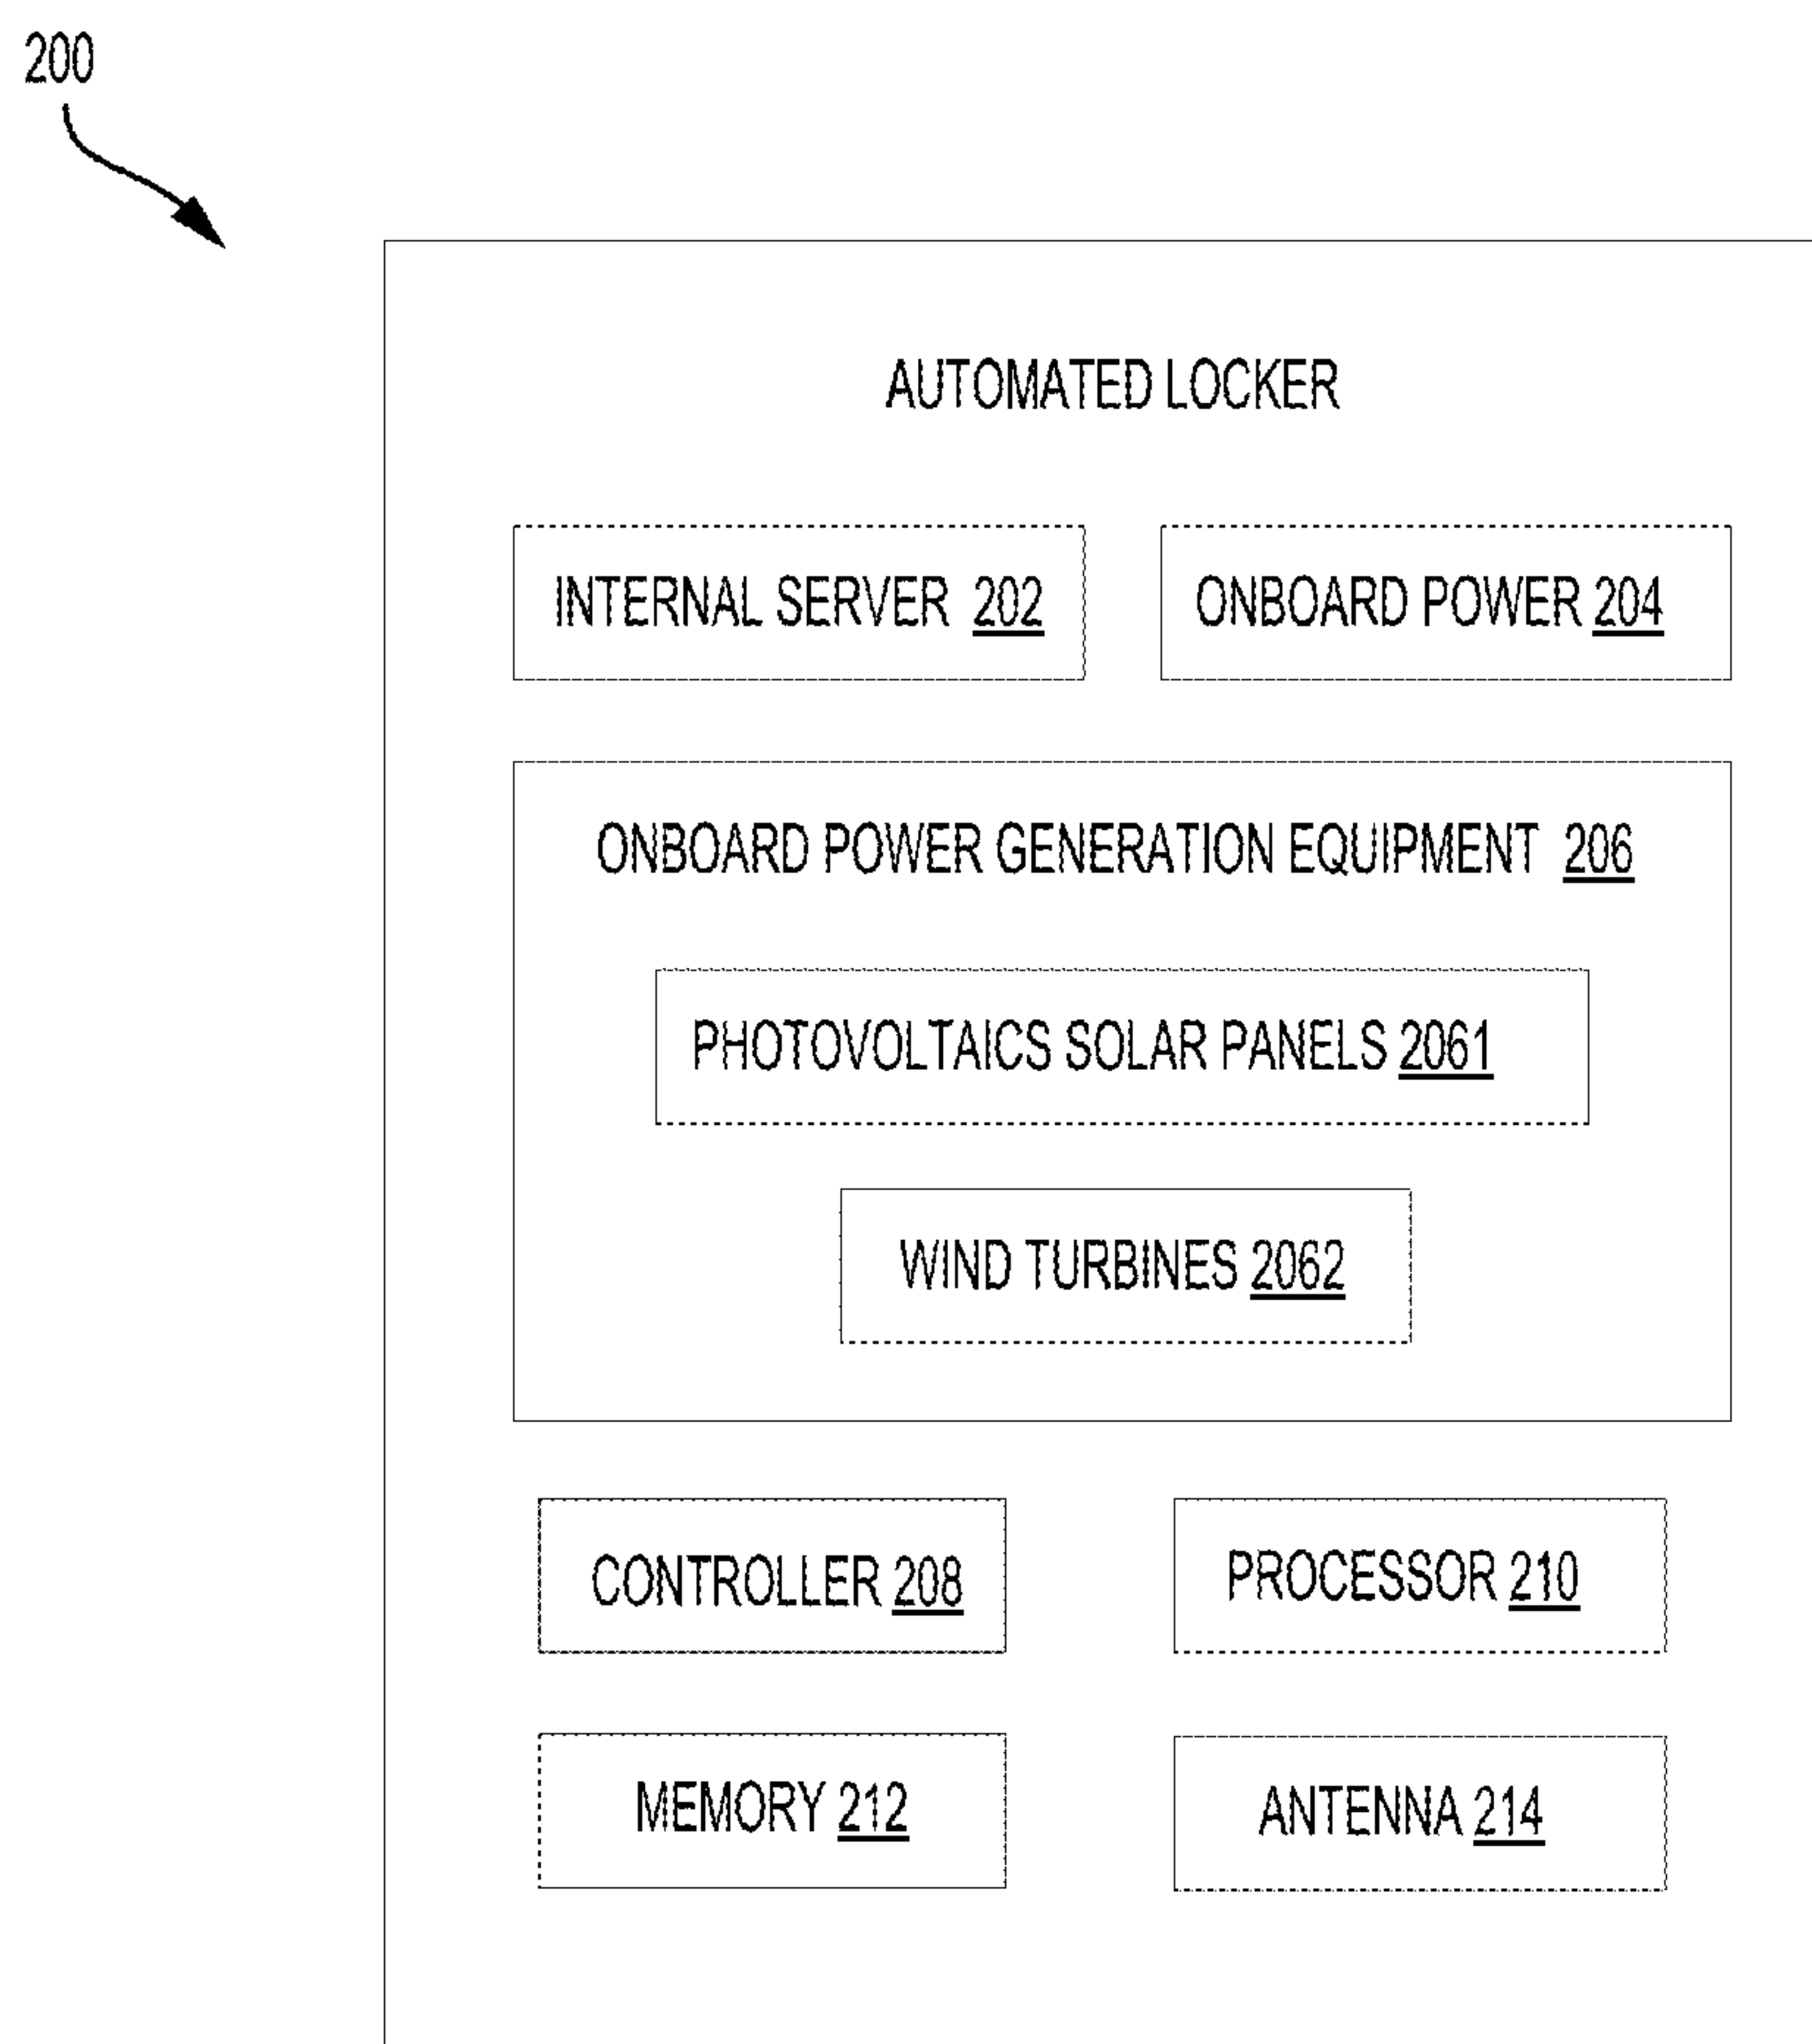 200
AUTOMATED LOCKER
INTERNAL SERVER 202
ONBOARD POWER 204
ONBOARD POWER GENERATION EQUIPMENT 206
PHOTOVOLTAICS SOLAR PANELS 2061
WIND TURBINES 2062
CONTROLLER 208
PROCESSOR 210
MEMORY 212
ANTENNA 214